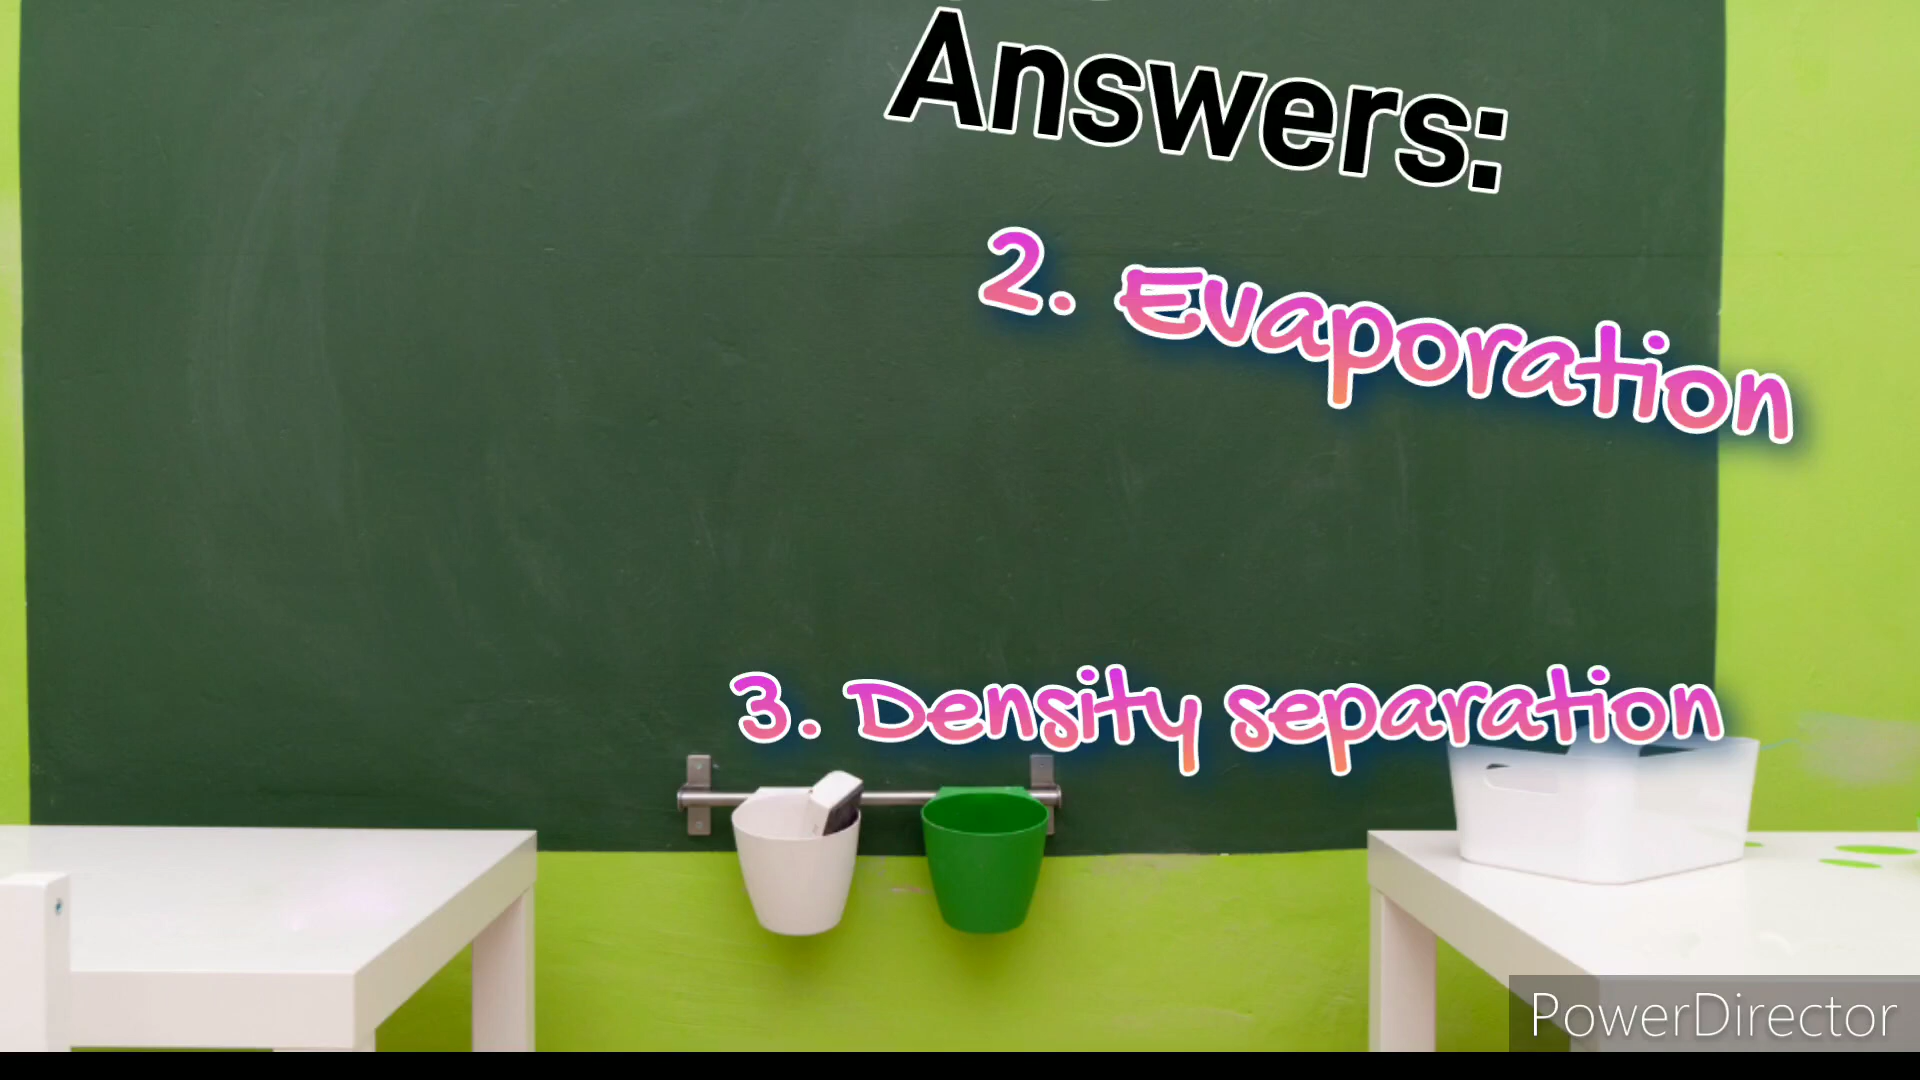 Answers:
2. Evaporation
3. Density separation
PowerDirector